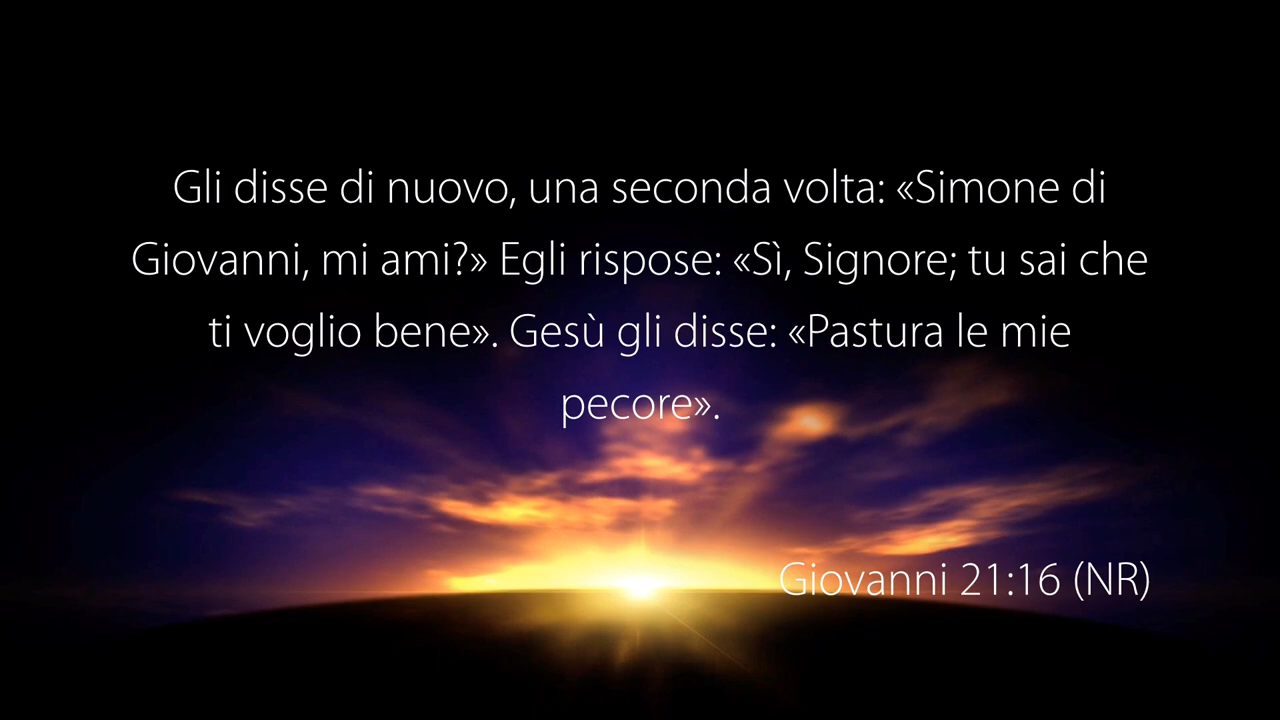 Gli disse di nuovo, una seconda volta: «Simone di
Giovanni, mi ami?» Egli rispose: «Sì, Signore; tu sai che
ti voglio bene». Gesù gli disse: «Pastura le mie
pecore».
Giovanni 21:16 (NR)